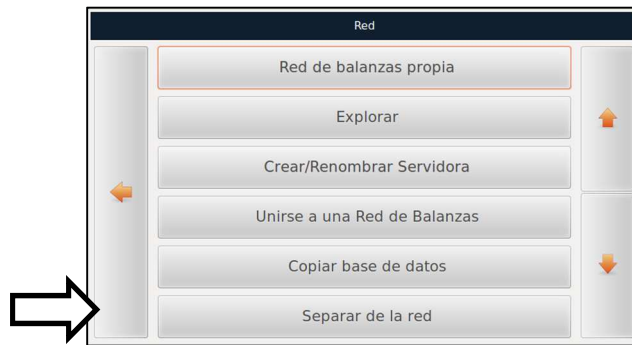 Red
Red de balanzas propia
Explorar
Crear/Renombrar Servidora
Unirse a una Red de Balanzas
Copiar base de datos
Separar de la red